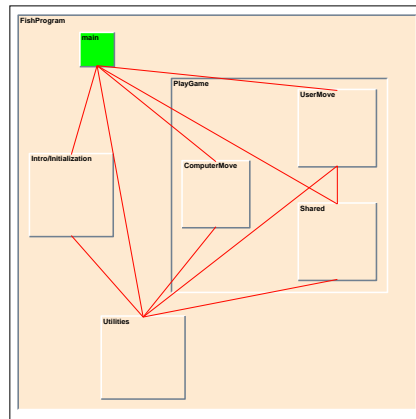 FishProgram
main
PlayGame
UserMove
Intro/Initialization
ComputerMove
Shared
Utilities